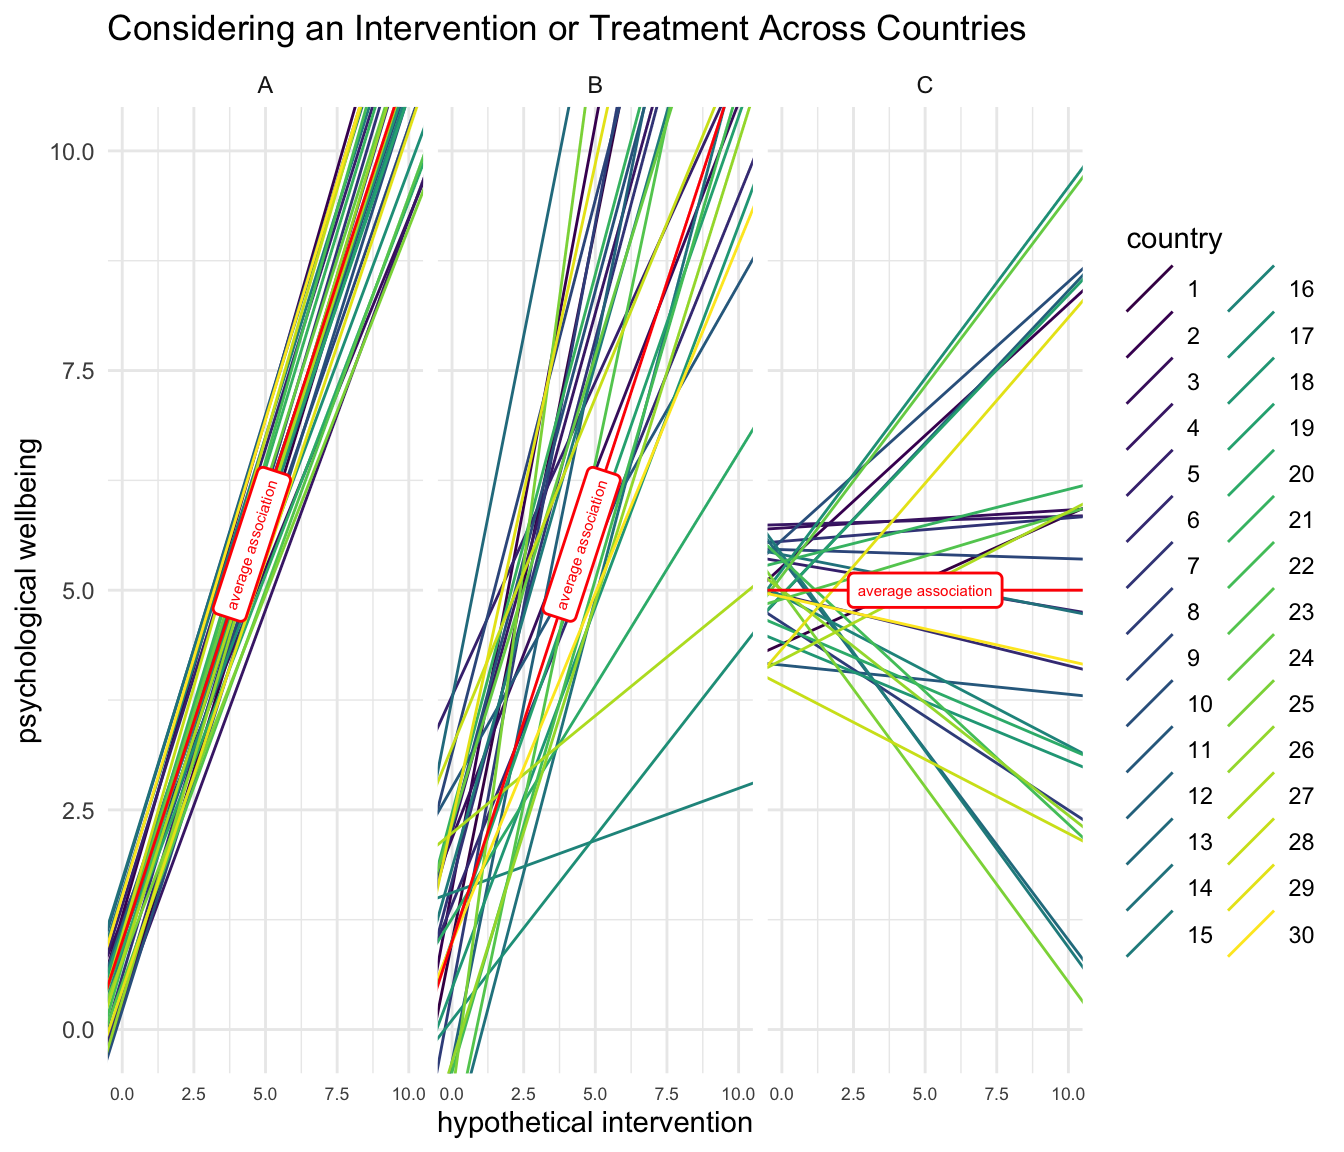 Considering an Intervention or Treatment Across Countries
A
B
C
10.0
7.5
5.0
2.5
0.0
psychological wellbeing
average association
average association
average association
0.0 2.5 5.0 7.5 10.0
0.0 2.5 5.0 7.5 10.0
0.0 2.5 5.0 7.5 10.0
hypothetical intervention
country
1
2
3
4
5
6
7
8
9
10
11
12
13
14
15
16
17
18
19
20
21
22
23
24
25
26
27
28
29
30